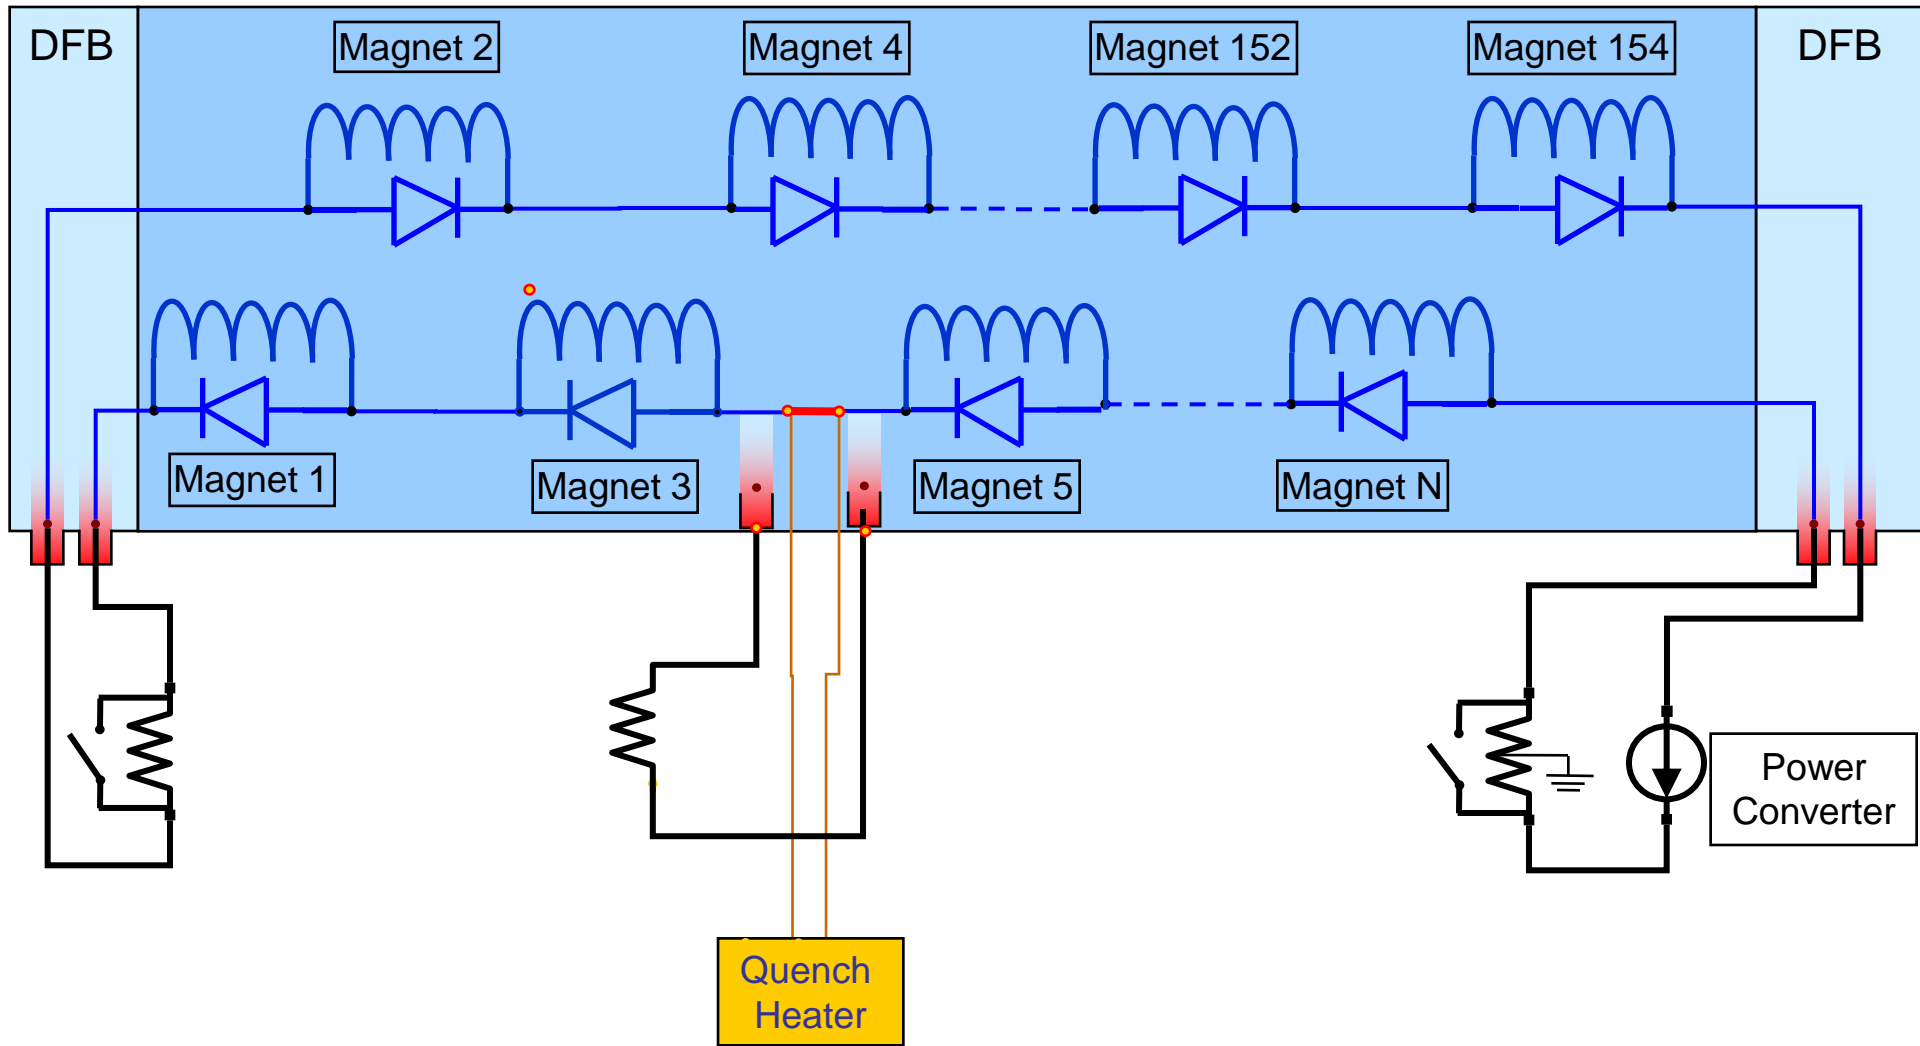 DFB
Magnet 2
Magnet 4
Magnet 152
Magnet 154
DFB
Magnet 1
Magnet 3
Magnet 5
Magnet N
Power
Converter
Quench
Heater